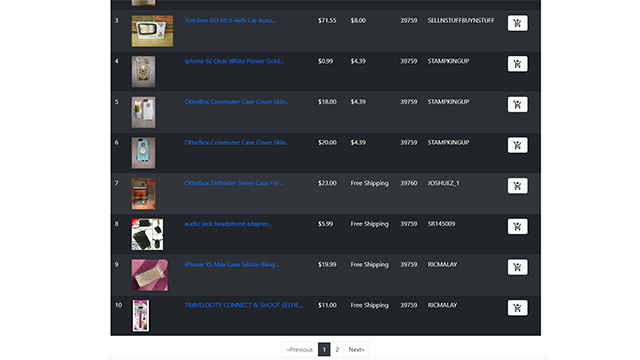 3 TomTom GO 60 6-inch Car Auto... $71.55 $8.00 39759 SELLNSTUFFBUYNSTUFF
4 Iphone 6s Clear White Flower Gold... $0.99 $4.39 39759 STAMPKINGUP
5 OtterBox Commuter Case Cover Skin... $18.00 $4.39 39759 STAMPKINGUP
6 OtterBox Commuter Case Cover Skin... $20.00 $4.39 39759 STAMPKINGUP
7 Otterbox Defender Series Case For... $23.00 Free Shipping 39760 JOSHUEZ_1
8 audio jack headphone adapter... $5.99 Free Shipping 39759 SR145009
9 iPhone XS Max Case Silicon Bling... $19.99 Free Shipping 39759 RICMALAY
10 TRAVELOCITY CONNECT & SHOOT SELFIE... $11.00 Free Shipping 39759 RICMALAY
«Previous 1 2 Next»